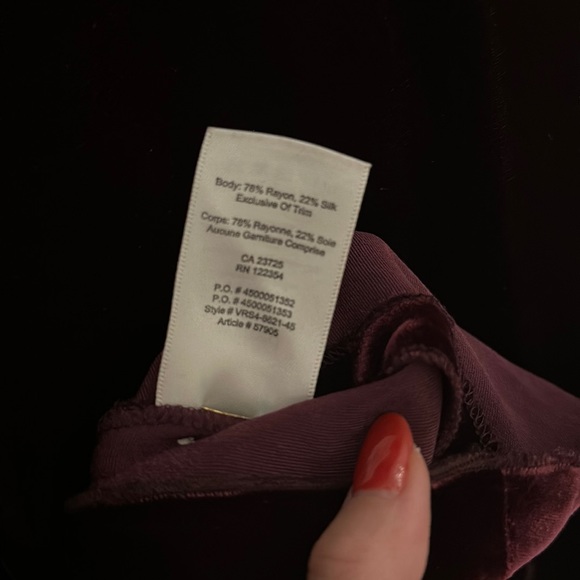 Body: 78% Rayon, 22% Silk
Exclusive Of Trim
Corps: 78% Rayonne, 22% Soie
Aucune Garniture Comprise
CA 23725
RN 122354
P.O. # 4500051352
P.O. # 4500051353
Style # VRS4-6621-45
Article # 57905